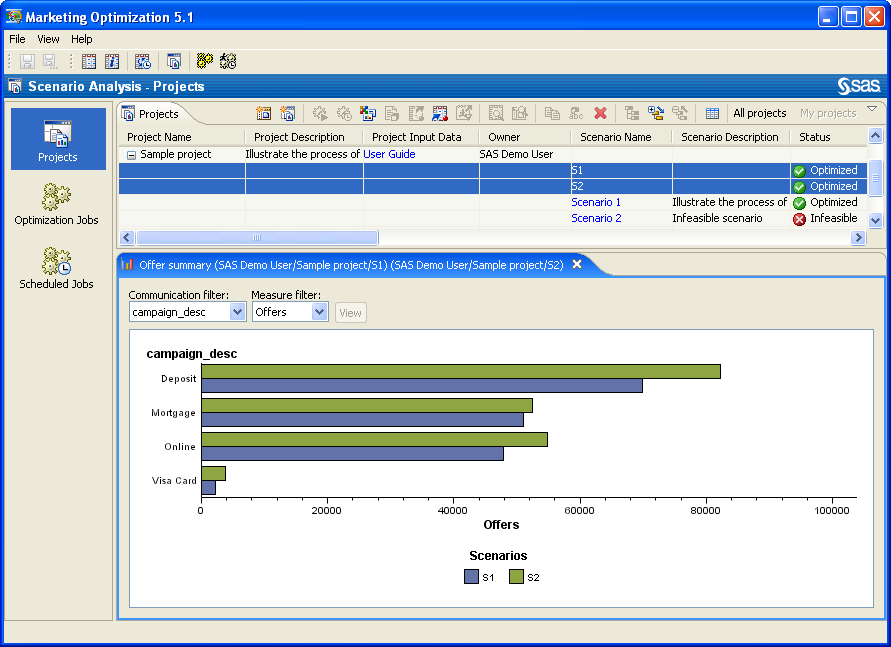 Marketing Optimization 5.1
File View Help
Scenario Analysis - Projects
sas
Projects
Optimization Jobs
Scheduled Jobs
Projects
All projects My projects
Project Name Project Description Project Input Data Owner Scenario Name Scenario Description Status
Sample project Illustrate the process of User Guide SAS Demo User
S1 Optimized
S2 Optimized
Scenario 1 Illustrate the process of Optimized
Scenario 2 Infeasible scenario Infeasible
Offer summary (SAS Demo User/Sample project/S1) (SAS Demo User/Sample project/S2)
Communication filter: Measure filter:
campaign_desc Offers View
campaign_desc
Deposit
Mortgage
Online
Visa Card
0 20000 40000 60000 80000 100000
Offers
Scenarios
S1 S2